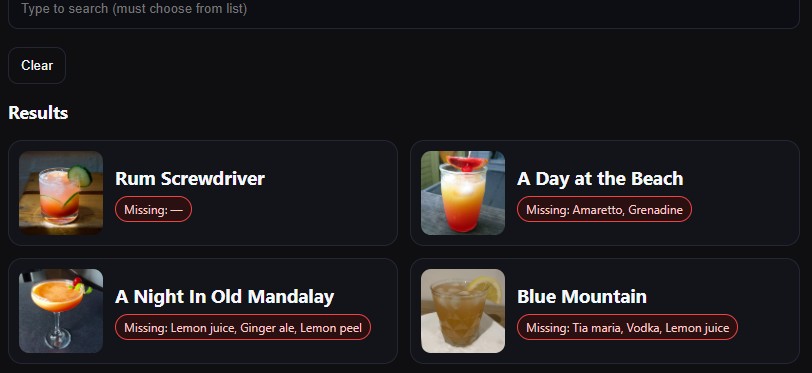 Type to search (must choose from list)
Clear
Results
Rum Screwdriver
Missing: —
A Day at the Beach
Missing: Amaretto, Grenadine
A Night In Old Mandalay
Missing: Lemon juice, Ginger ale, Lemon peel
Blue Mountain
Missing: Tia maria, Vodka, Lemon juice